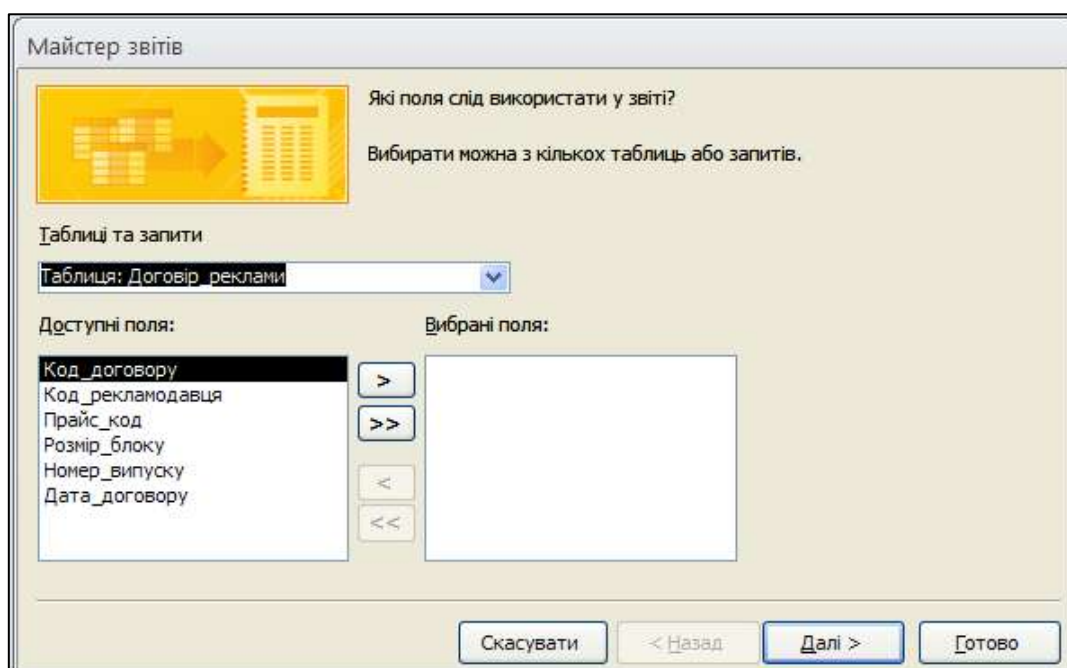 Майстер звітів
Які поля слід використати у звіті?
Вибирати можна з кількох таблиць або запитів.
Таблиці та запити
Таблиця: Договір_реклами
Доступні поля:
Вибрані поля:
Код_договору
Код_рекламодавця
Прайс_код
Розмір_блоку
Номер_випуску
Дата_договору
>
>>
<
<<
Скасувати
< Назад
Далі >
Готово